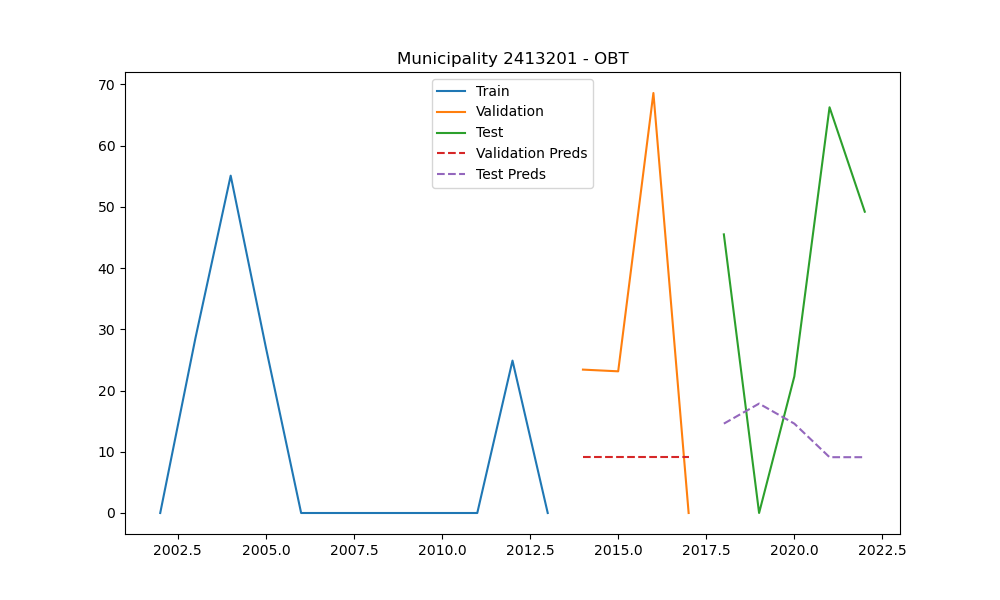 Municipality 2413201 - OBT
Train
Validation
Test
Validation Preds
Test Preds
70
60
50
40
30
20
10
0
2002.5 2005.0 2007.5 2010.0 2012.5 2015.0 2017.5 2020.0 2022.5